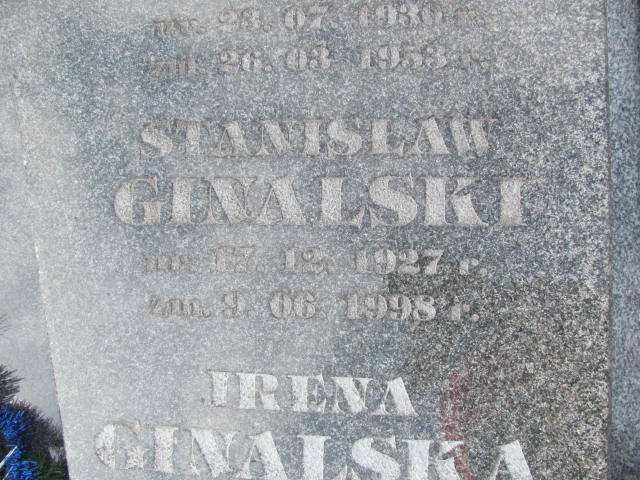 23. 07. 1930 r.
zm. 26. 03. 1953 r.
STANISŁAW
GINALSKI
ur. 17. 12. 1927 r.
zm. 9. 06. 1998 r.
IRENA
GINALSKA